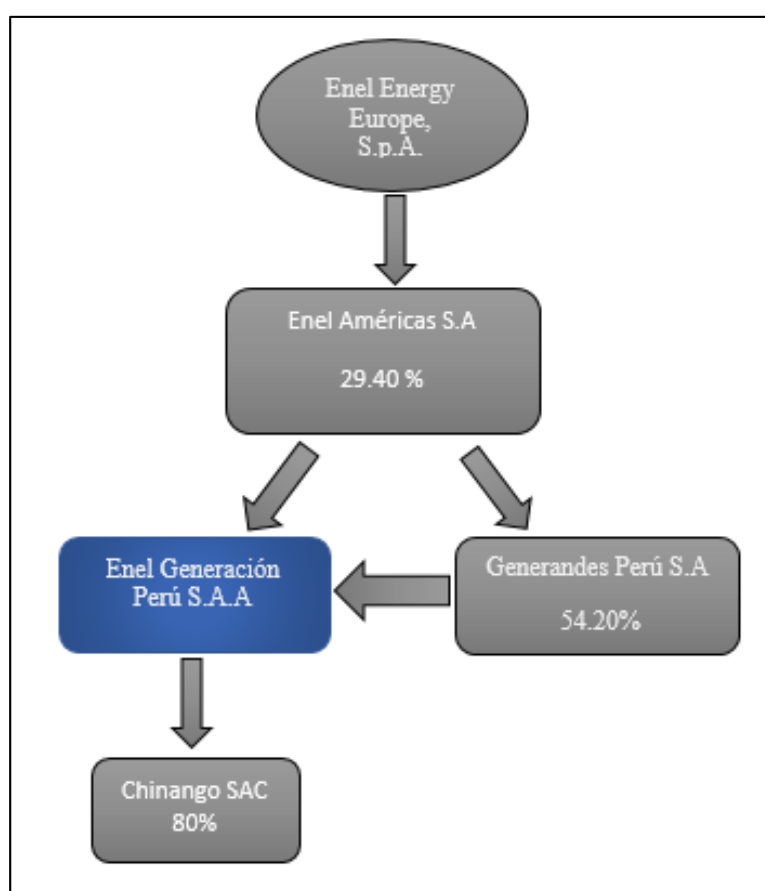 Enel Energy
Europe,
S.p.A.
Enel Américas S.A
29.40 %
Enel Generación
Perú S.A.A
Generandes Perú S.A
54.20%
Chinango SAC
80%